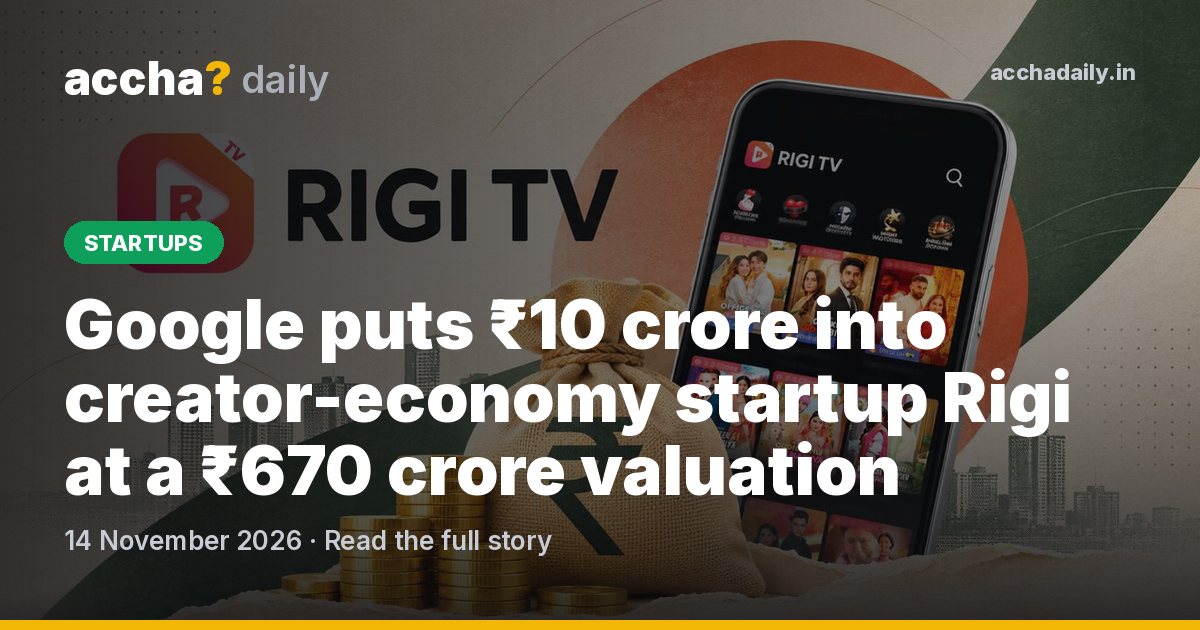 accha? daily
acchadaily.in
TV
R
RIGI TV
R
RIGI TV
STARTUPS
Google puts ₹10 crore into
creator-economy startup Rigi
at a ₹670 crore valuation
₹
14 November 2026 · Read the full story